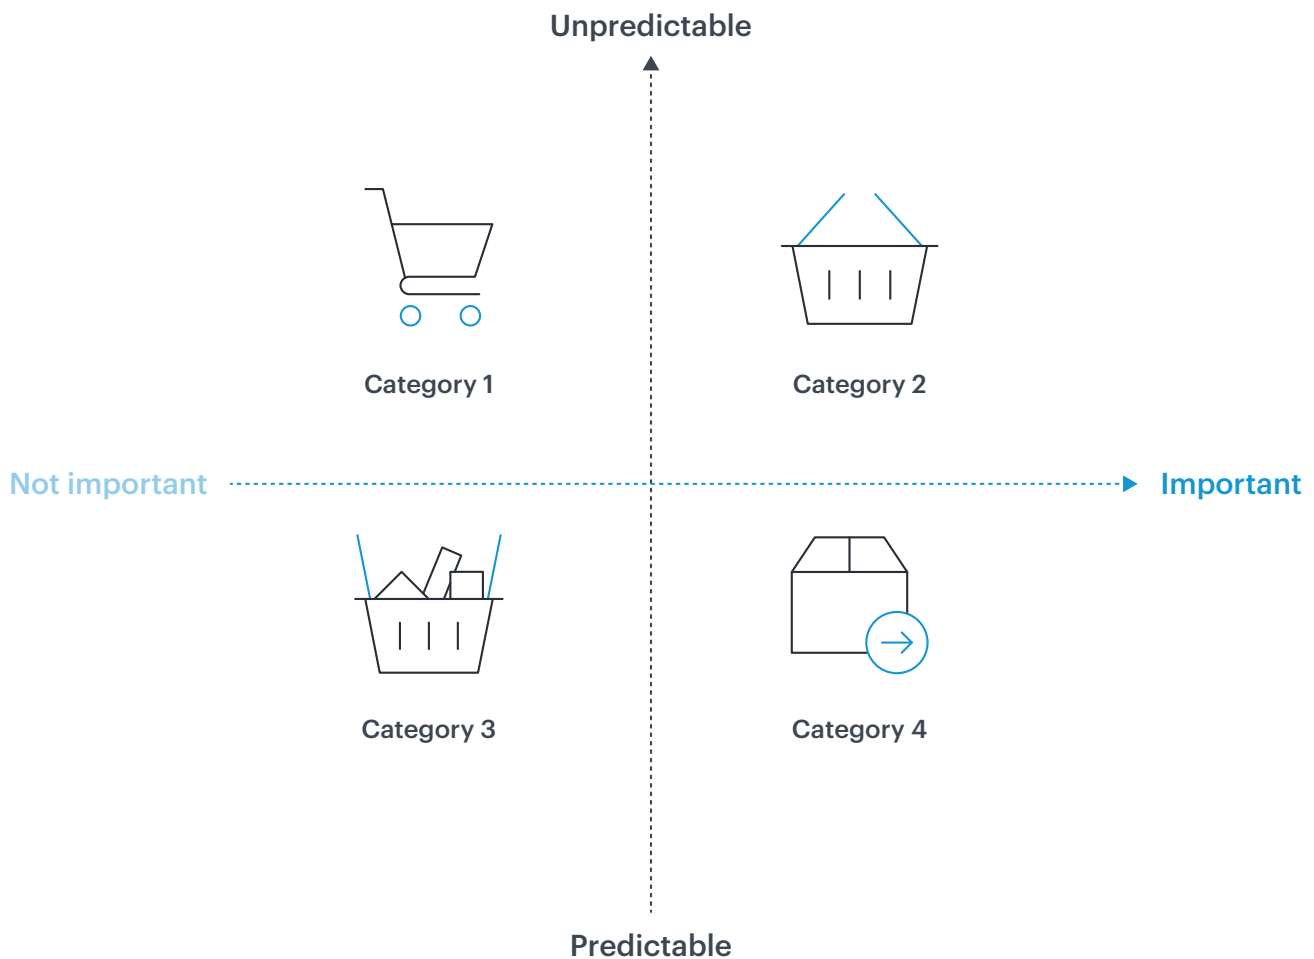 Unpredictable
Category 1
Category 2
Not important
Important
Category 3
Category 4
Predictable